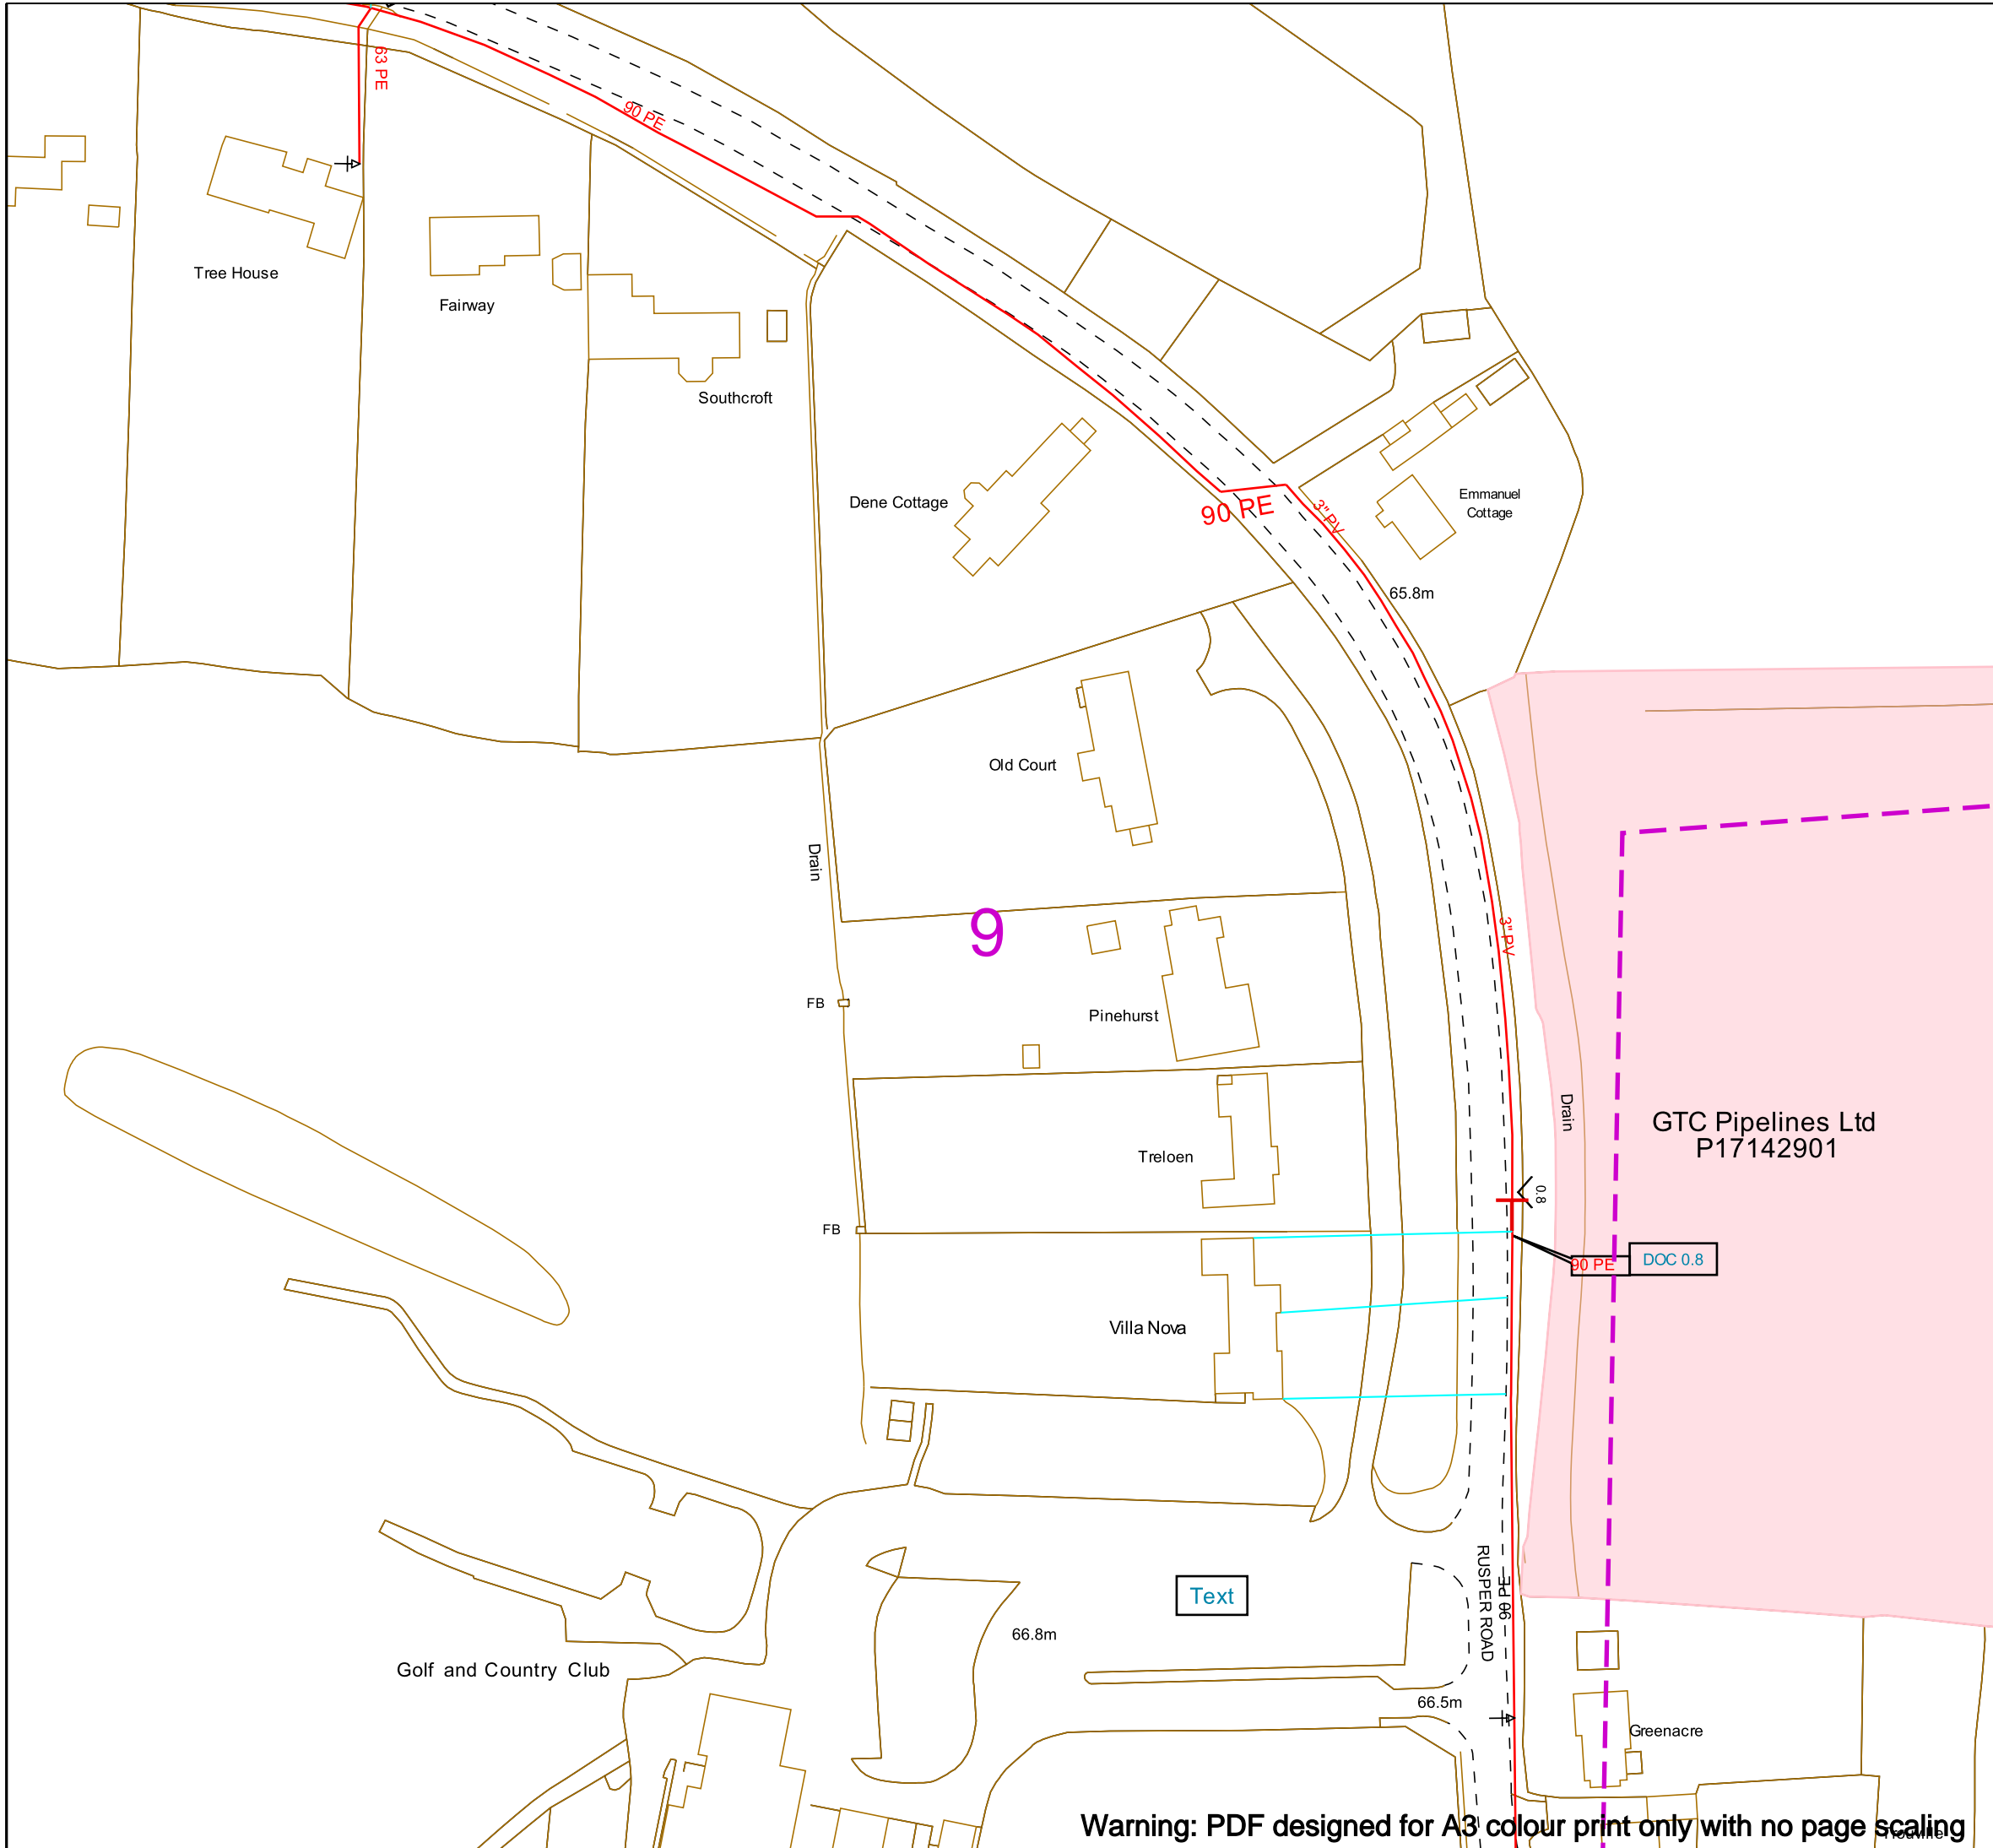 63 PE
90 PE
Tree House
Fairway
Southcroft
Dene Cottage
90 PE
3" PV
Emmanuel
Cottage
65.8m
Old Court
Drain
9
3" PV
FB
Pinehurst
Drain
GTC Pipelines Ltd
P17142901
Treloen
0.8
FB
90 PE
DOC 0.8
Villa Nova
RUSPER ROAD
90 PE
Text
66.8m
Golf and Country Club
66.5m
Greenacre
Warning: PDF designed for A3 colour print only with no page scaling